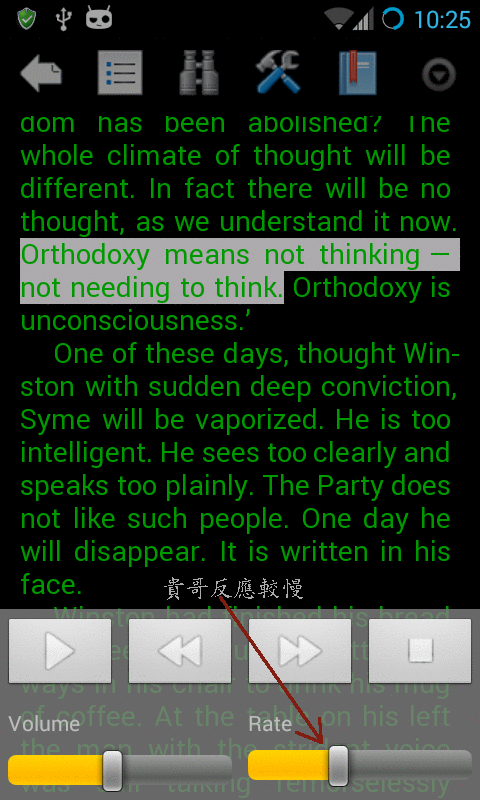 10:25
dom has been abolished? The
whole climate of thought will be
different. In fact there will be no
thought, as we understand it now.
Orthodoxy means not thinking —
not needing to think. Orthodoxy is
unconsciousness.’
One of these days, thought Win-
ston with sudden deep conviction,
Syme will be vaporized. He is too
intelligent. He sees too clearly and
speaks too plainly. The Party does
not like such people. One day he
will disappear. It is written in his
face.
貴哥反應較慢
Winston had finished his bread
ways in his chair to drink his mug
of coffee. At the table on his left
Volume
Rate
the man with the strident voice
was talking remorselessly